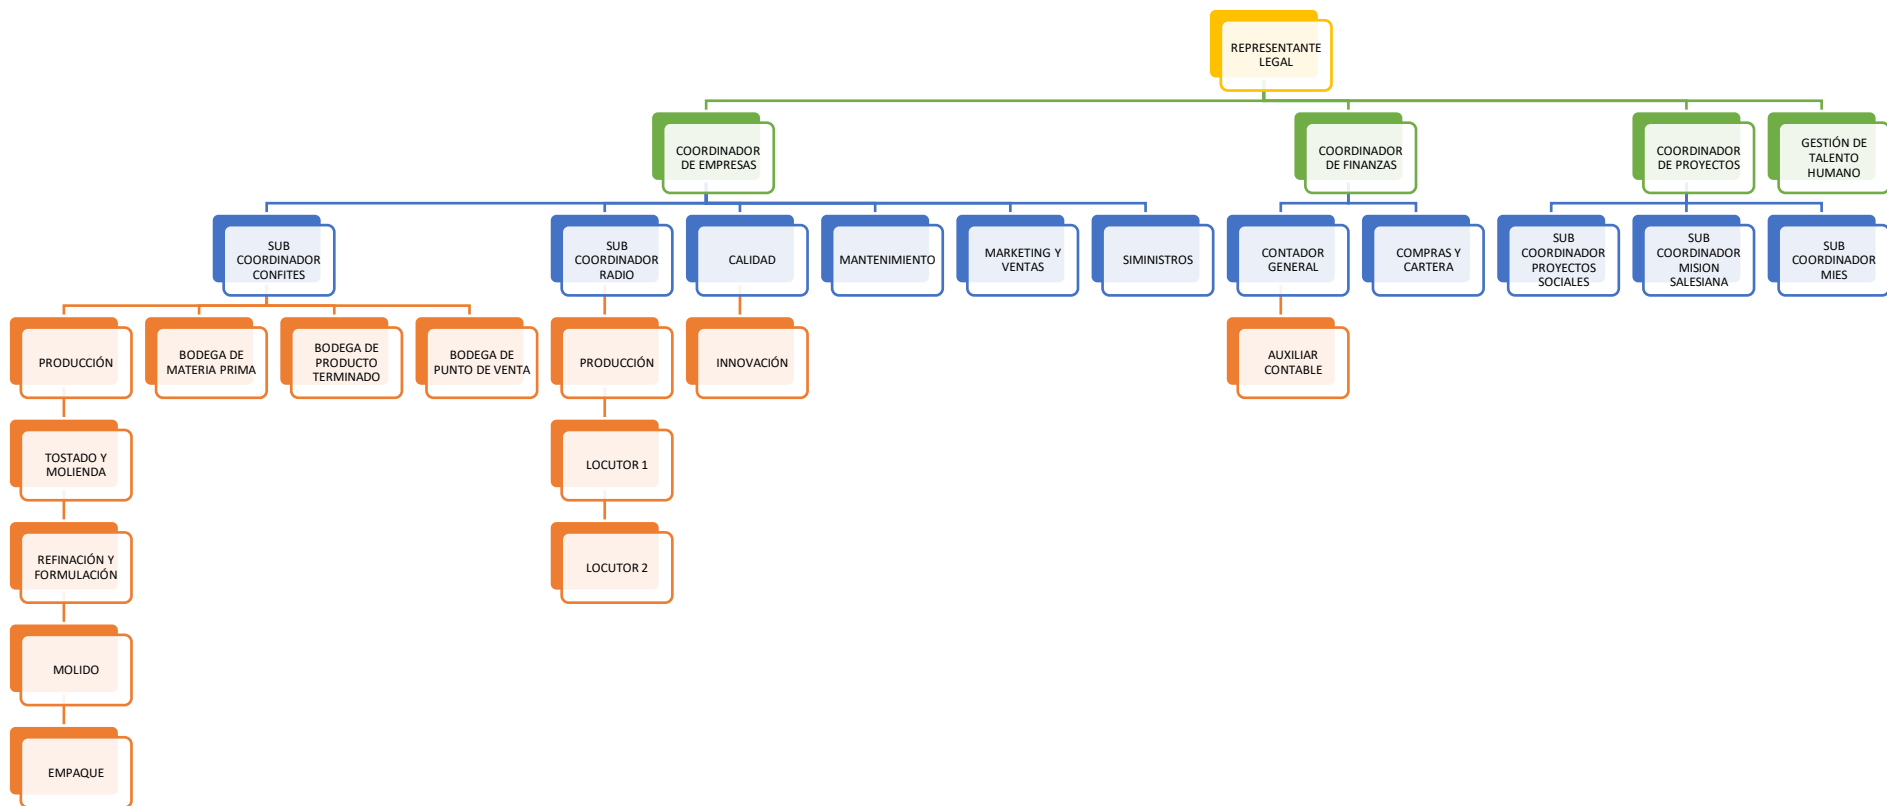 REPRESENTANTE
LEGAL
COORDINADOR
DE EMPRESAS
COORDINADOR
DE FINANZAS
COORDINADOR
DE PROYECTOS
GESTIÓN DE
TALENTO
HUMANO
SUB
COORDINADOR
CONFITES
SUB
COORDINADOR
RADIO
CALIDAD
MANTENIMIENTO
MARKETING Y
VENTAS
SIMINISTROS
CONTADOR
GENERAL
COMPRAS Y
CARTERA
SUB
COORDINADOR
PROYECTOS
SOCIALES
SUB
COORDINADOR
MISION
SALESIANA
SUB
COORDINADOR
MIES
PRODUCCIÓN
BODEGA DE
MATERIA PRIMA
BODEGA DE
PRODUCTO
TERMINADO
BODEGA DE
PUNTO DE VENTA
PRODUCCIÓN
INNOVACIÓN
AUXILIAR
CONTABLE
TOSTADO Y
MOLIENDA
LOCUTOR 1
REFINACIÓN Y
FORMULACIÓN
LOCUTOR 2
MOLIDO
EMPAQUE